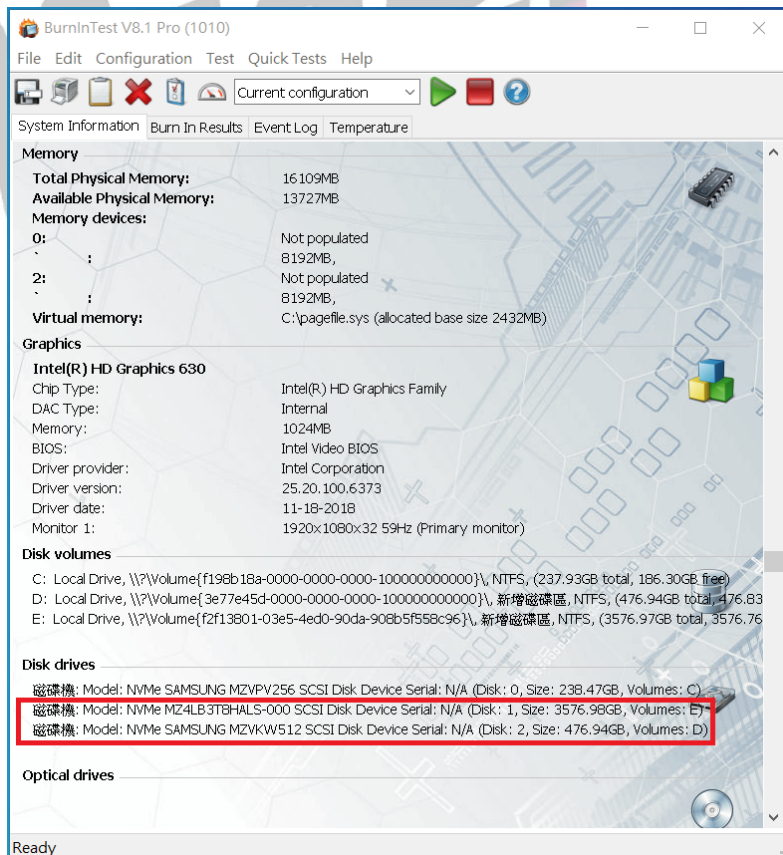 BurnInTest V8.1 Pro (1010)
File Edit Configuration Test Quick Tests Help
Current configuration
System Information Burn In Results Event Log Temperature
Memory
Total Physical Memory: 16109MB
Available Physical Memory: 13727MB
Memory devices:
0: Not populated
` : 8192MB,
2: Not populated
` : 8192MB,
Virtual memory: C:\pagefile.sys (allocated base size 2432MB)
Graphics
Intel(R) HD Graphics 630
Chip Type: Intel(R) HD Graphics Family
DAC Type: Internal
Memory: 1024MB
BIOS: Intel Video BIOS
Driver provider: Intel Corporation
Driver version: 25.20.100.6373
Driver date: 11-18-2018
Monitor 1: 1920x1080x32 59Hz (Primary monitor)
Disk volumes
C: Local Drive, \\?\Volume{f198b18a-0000-0000-0000-100000000000}\, NTFS, (237.93GB total, 186.30GB free)
D: Local Drive, \\?\Volume{3e77e45d-0000-0000-0000-100000000000}\, 新增磁碟區, NTFS, (476.94GB total, 476.83
E: Local Drive, \\?\Volume{f2f13801-03e5-4ed0-90da-908b5f558c96}\, 新增磁碟區, NTFS, (3576.97GB total, 3576.76
Disk drives
磁碟機: Model: NVMe SAMSUNG MZVPV256 SCSI Disk Device Serial: N/A (Disk: 0, Size: 238.47GB, Volumes: C)
磁碟機: Model: NVMe MZ4LB3T8HALS-000 SCSI Disk Device Serial: N/A (Disk: 1, Size: 3576.98GB, Volumes: E)
磁碟機: Model: NVMe SAMSUNG MZVKW512 SCSI Disk Device Serial: N/A (Disk: 2, Size: 476.94GB, Volumes: D)
Optical drives
Ready